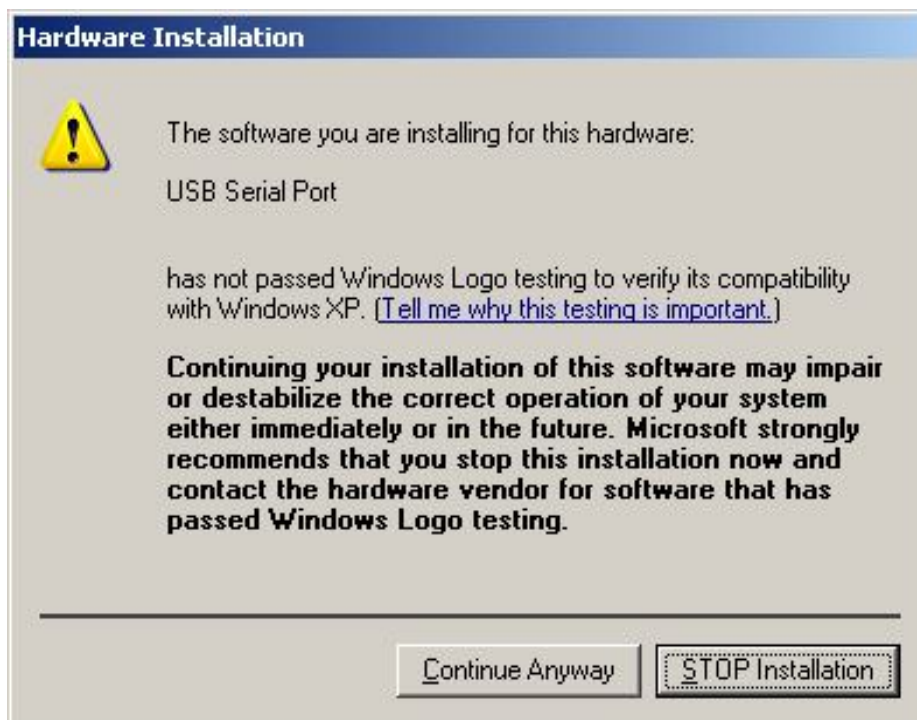 Hardware Installation
The software you are installing for this hardware:
USB Serial Port
has not passed Windows Logo testing to verify its compatibility
with Windows XP. (Tell me why this testing is important.)
Continuing your installation of this software may impair
or destabilize the correct operation of your system
either immediately or in the future. Microsoft strongly
recommends that you stop this installation now and
contact the hardware vendor for software that has
passed Windows Logo testing.
Continue Anyway
STOP Installation